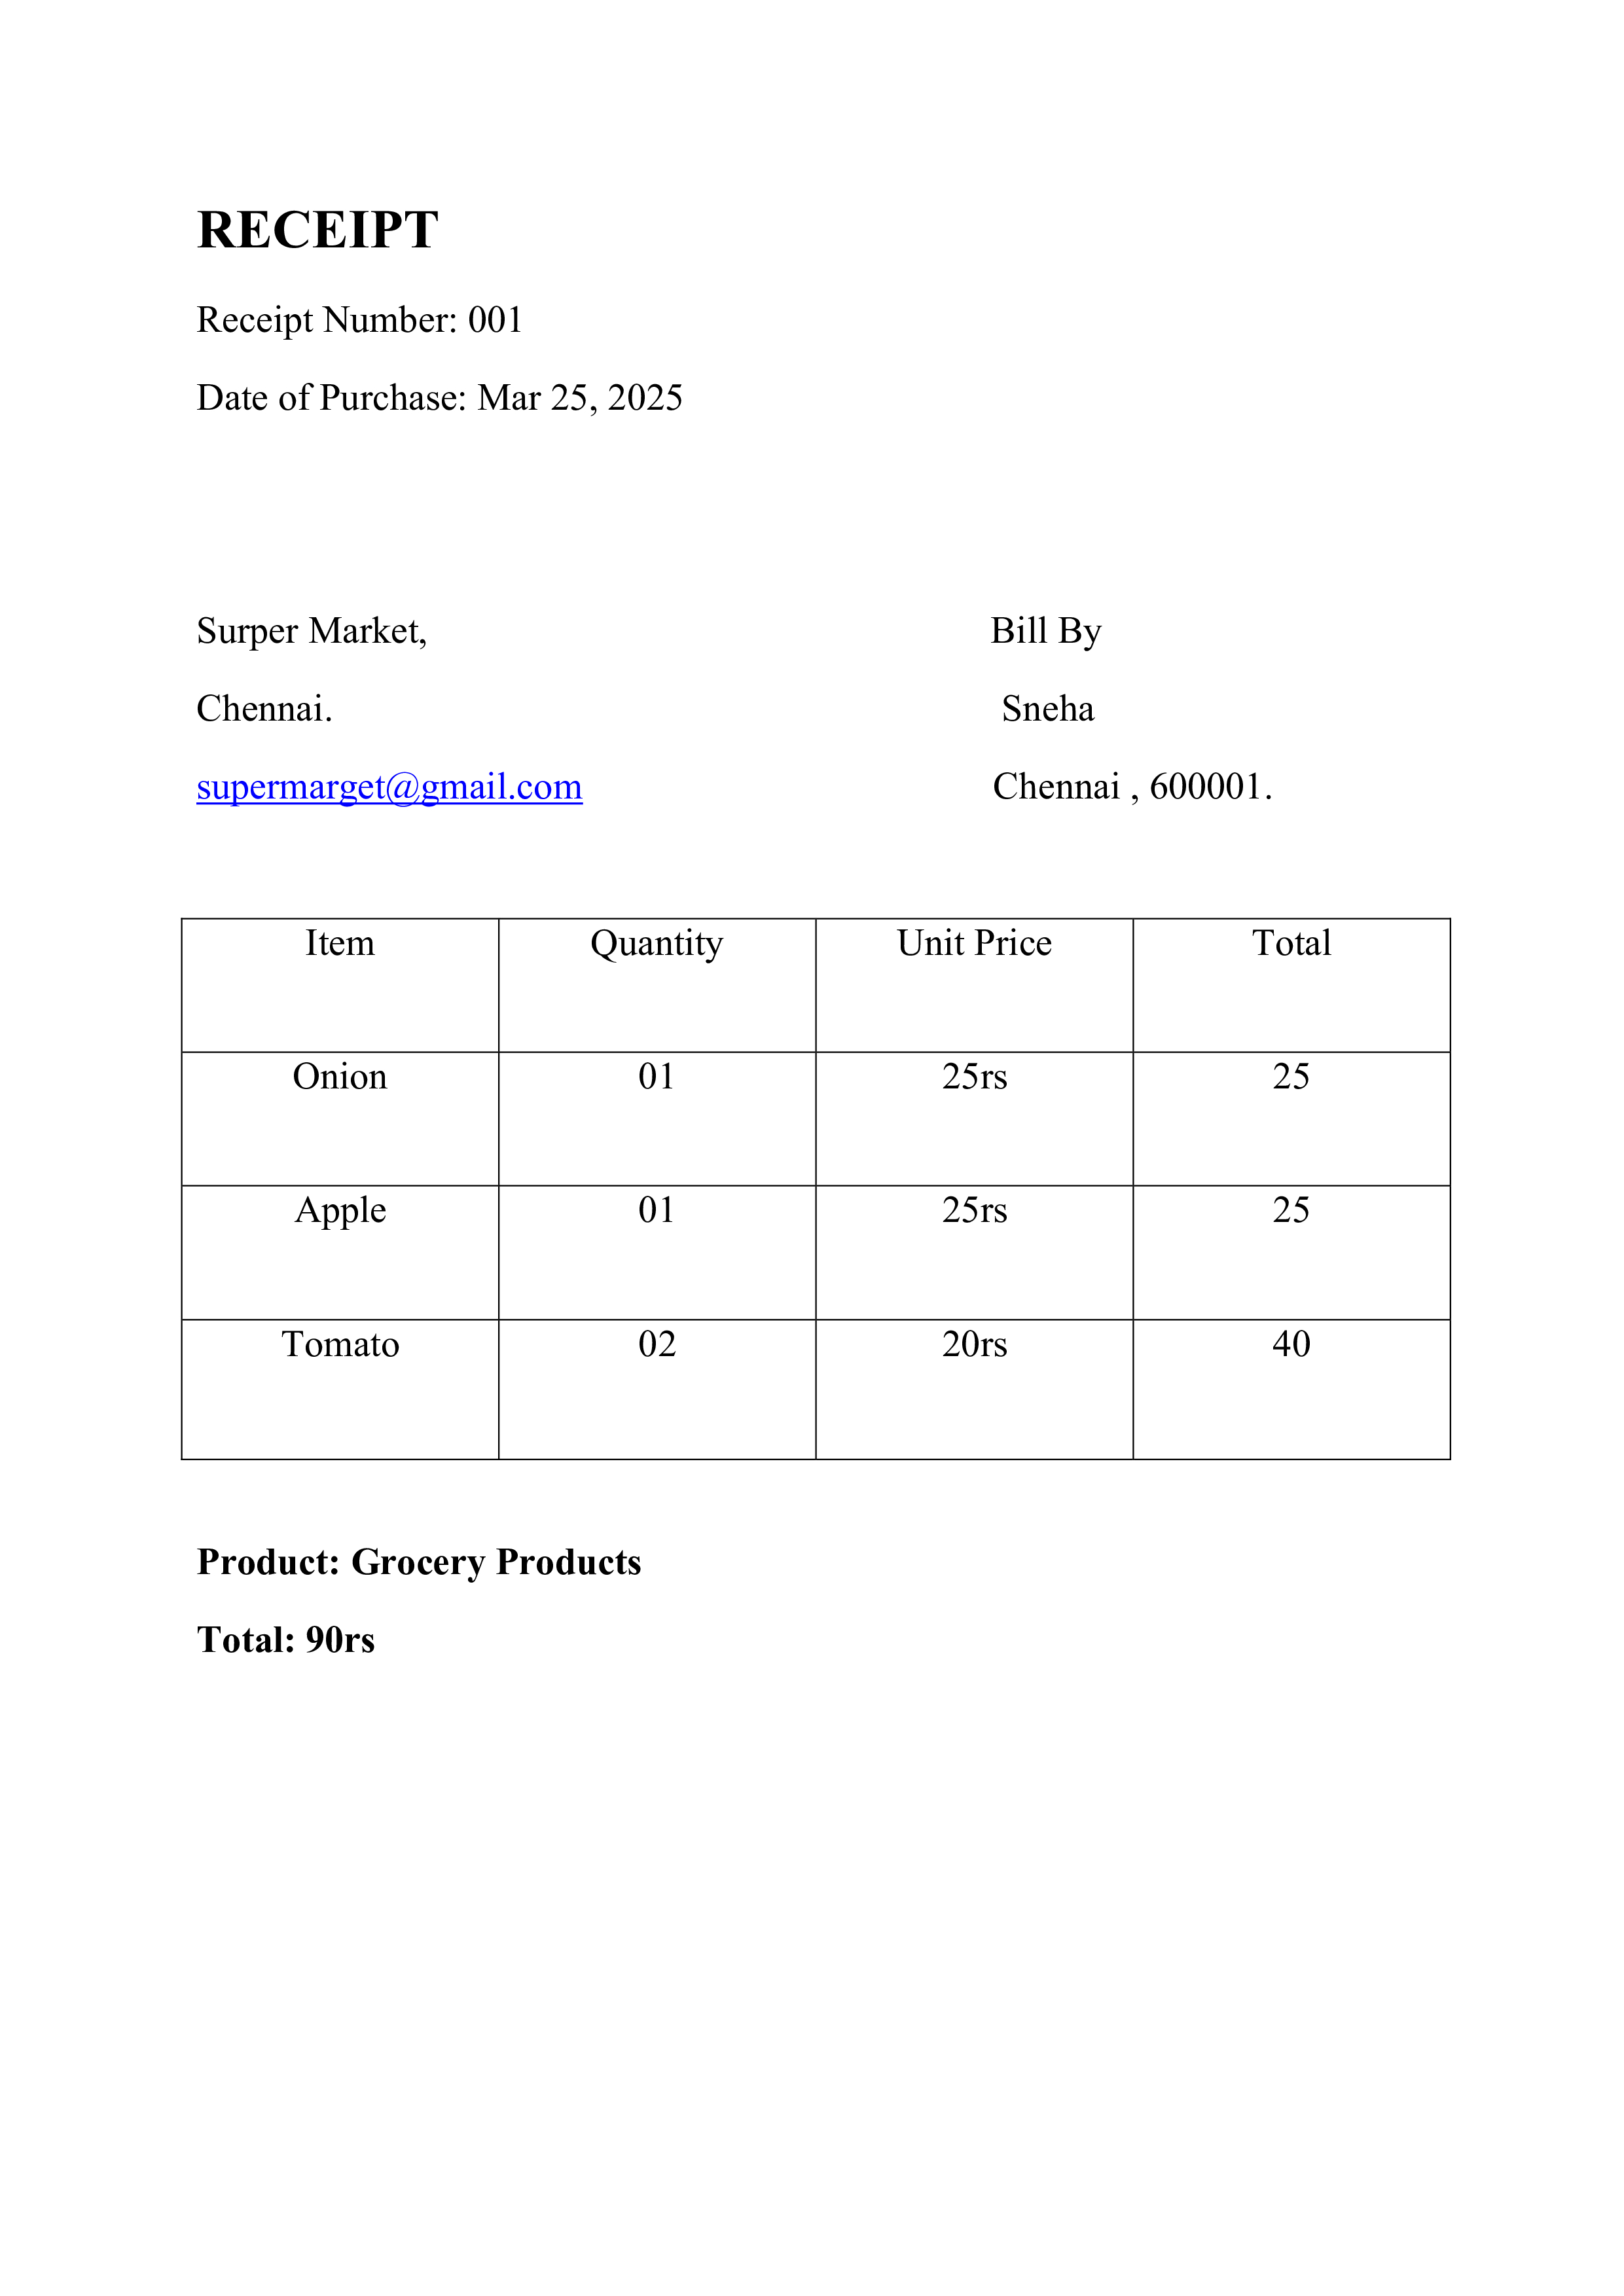 RECEIPT
Receipt Number: 001
Date of Purchase: Mar 25, 2025
Surper Market, Bill By
Chennai. Sneha
supermarget@gmail.com Chennai , 600001.
Item Quantity Unit Price Total
Onion 01 25rs 25
Apple 01 25rs 25
Tomato 02 20rs 40
Product: Grocery Products
Total: 90rs